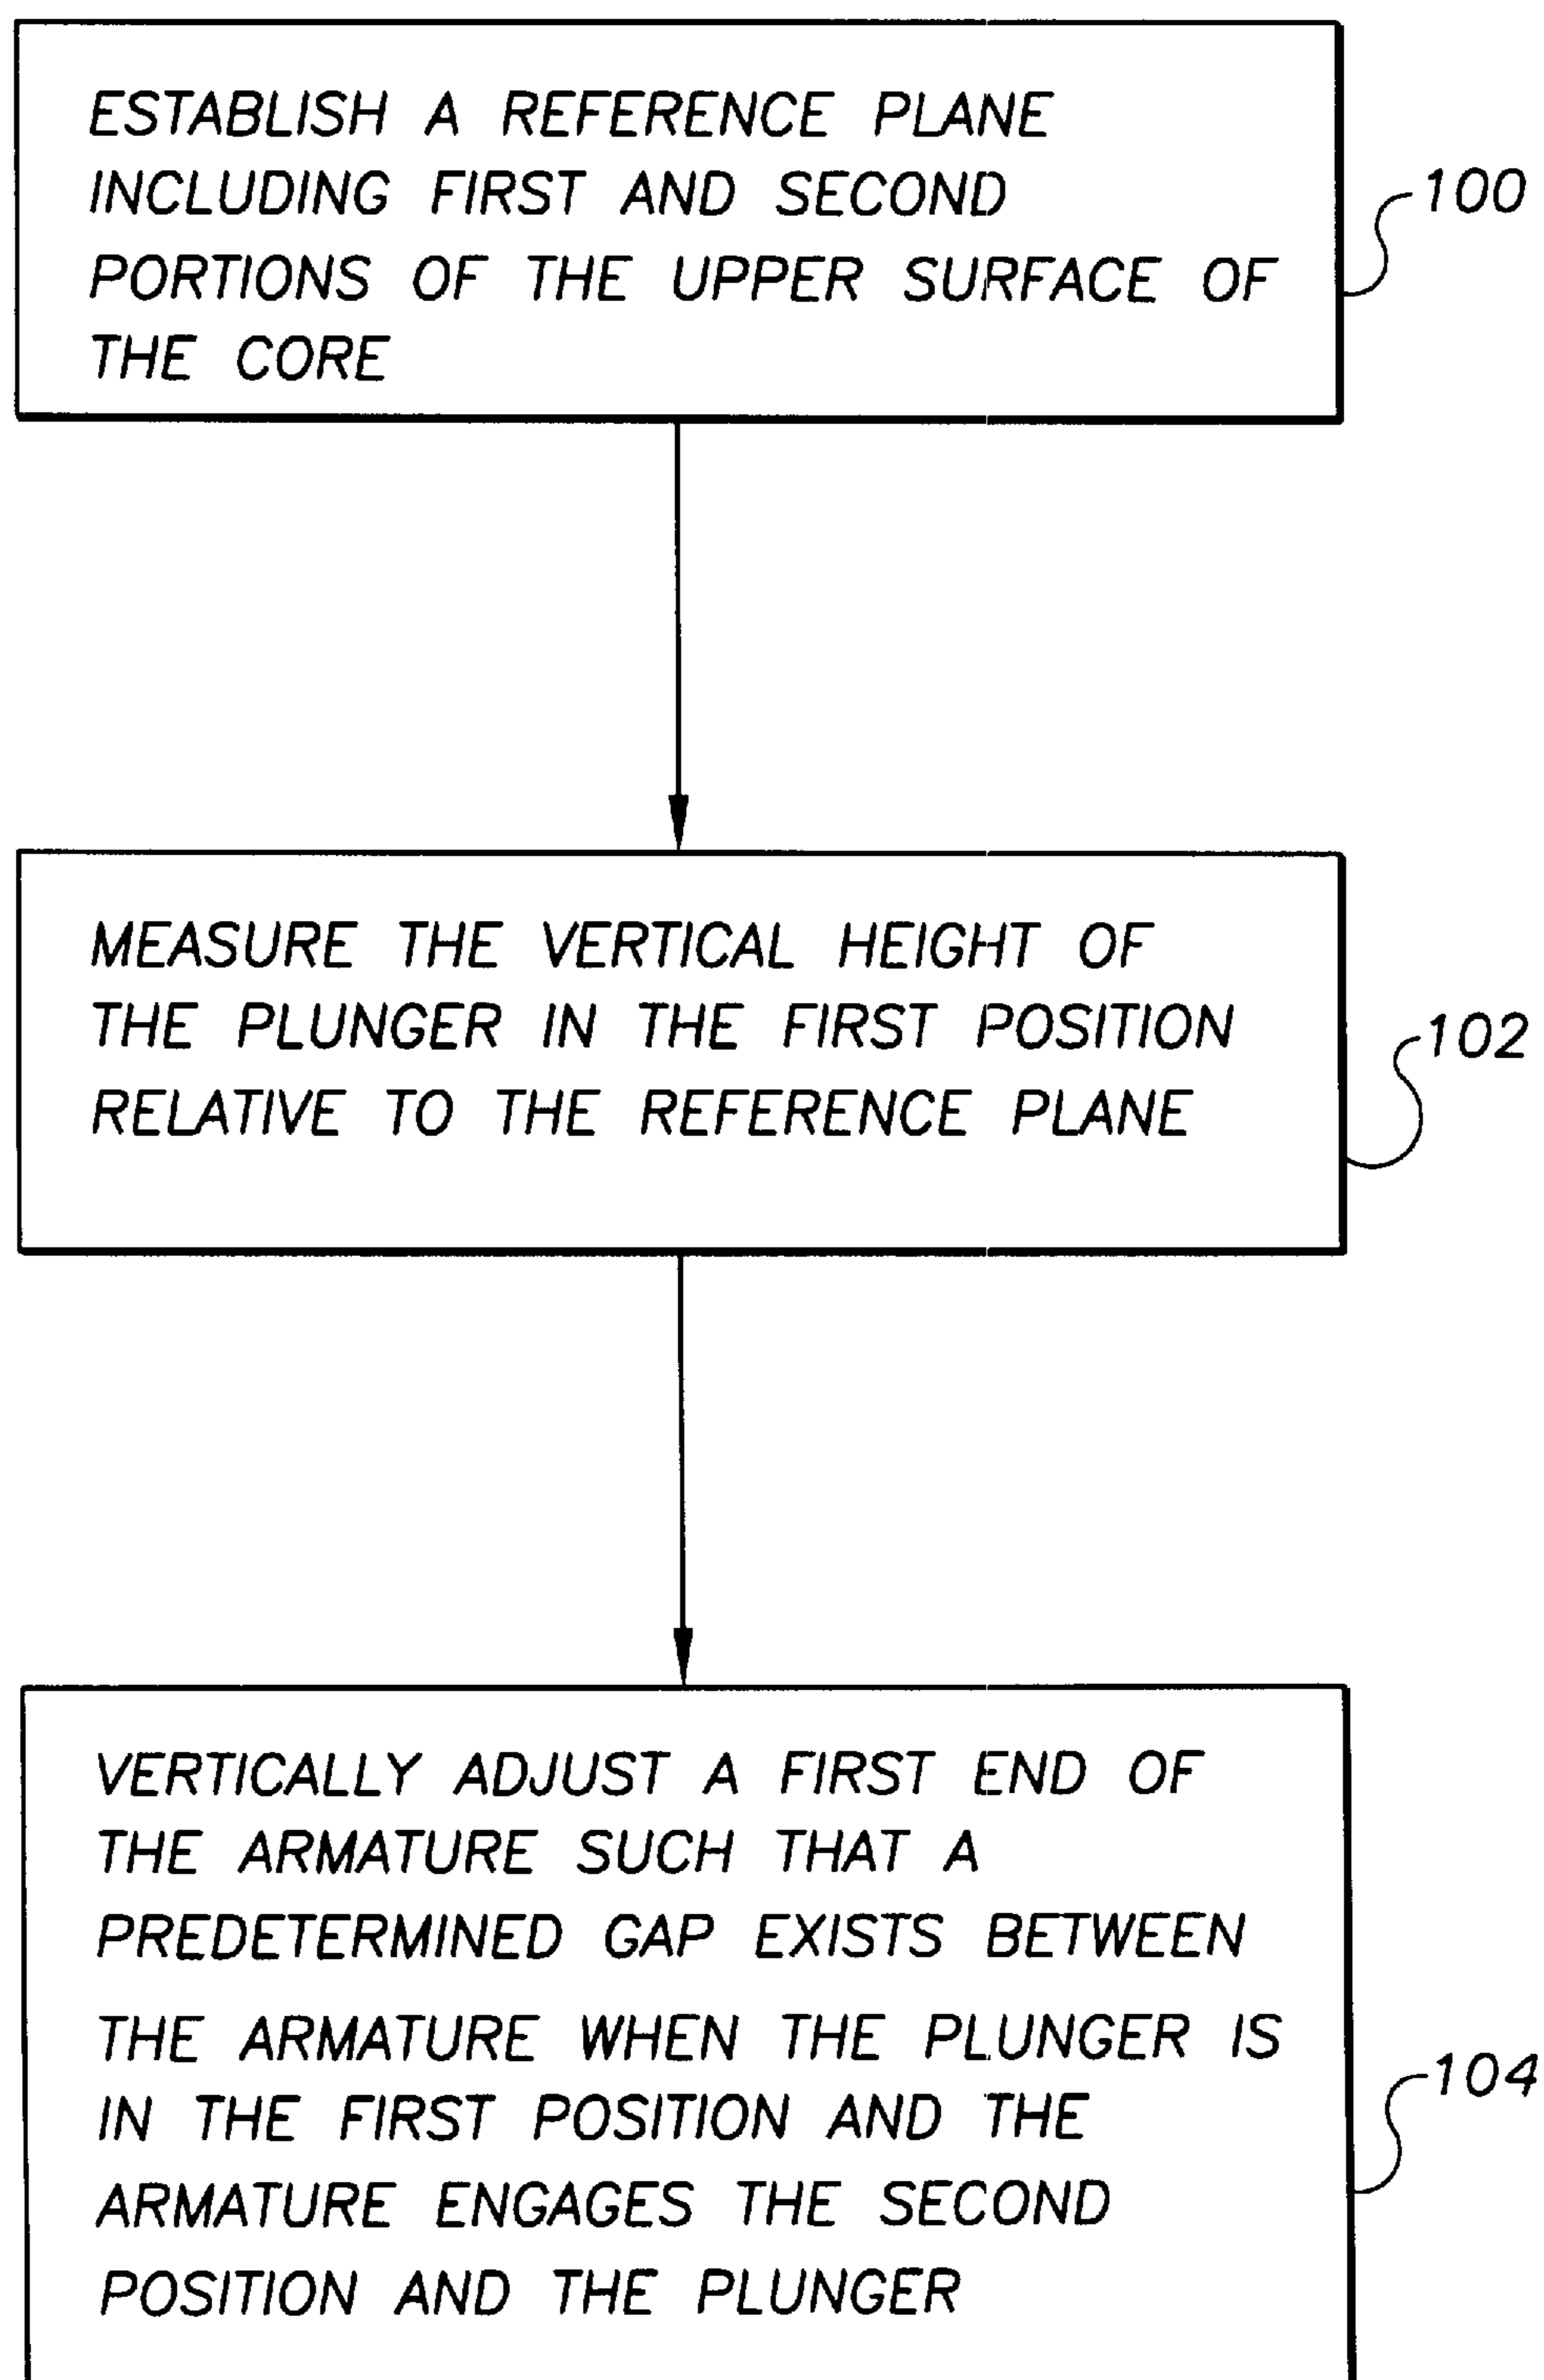 ESTABLISH A REFERENCE PLANE
INCLUDING FIRST AND SECOND
PORTIONS OF THE UPPER SURFACE OF
THE CORE
100
MEASURE THE VERTICAL HEIGHT OF
THE PLUNGER IN THE FIRST POSITION
RELATIVE TO THE REFERENCE PLANE
102
VERTICALLY ADJUST A FIRST END OF
THE ARMATURE SUCH THAT A
PREDETERMINED GAP EXISTS BETWEEN
THE ARMATURE WHEN THE PLUNGER IS
IN THE FIRST POSITION AND THE
ARMATURE ENGAGES THE SECOND
POSITION AND THE PLUNGER
104